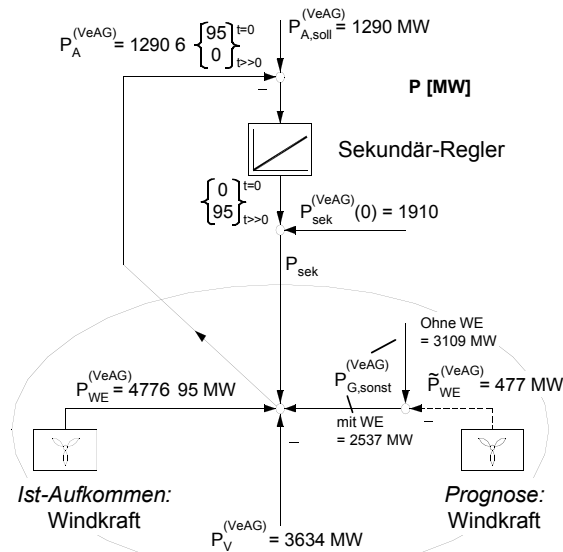 P_A^(VeAG) = 1290 6 {95 t=0
0 t>>0}
P_A,soll^(VeAG) = 1290 MW
–
P [MW]
Sekundär-Regler
{0 t=0
95 t>>0}
P_sek^(VeAG)(0) = 1910
P_sek
Ohne WE
= 3109 MW
P_WE^(VeAG) = 4776 95 MW
P_G,sonst^(VeAG)
P̃_WE^(VeAG) = 477 MW
mit WE
= 2537 MW
–
–
Ist-Aufkommen:
Windkraft
Prognose:
Windkraft
P_V^(VeAG) = 3634 MW